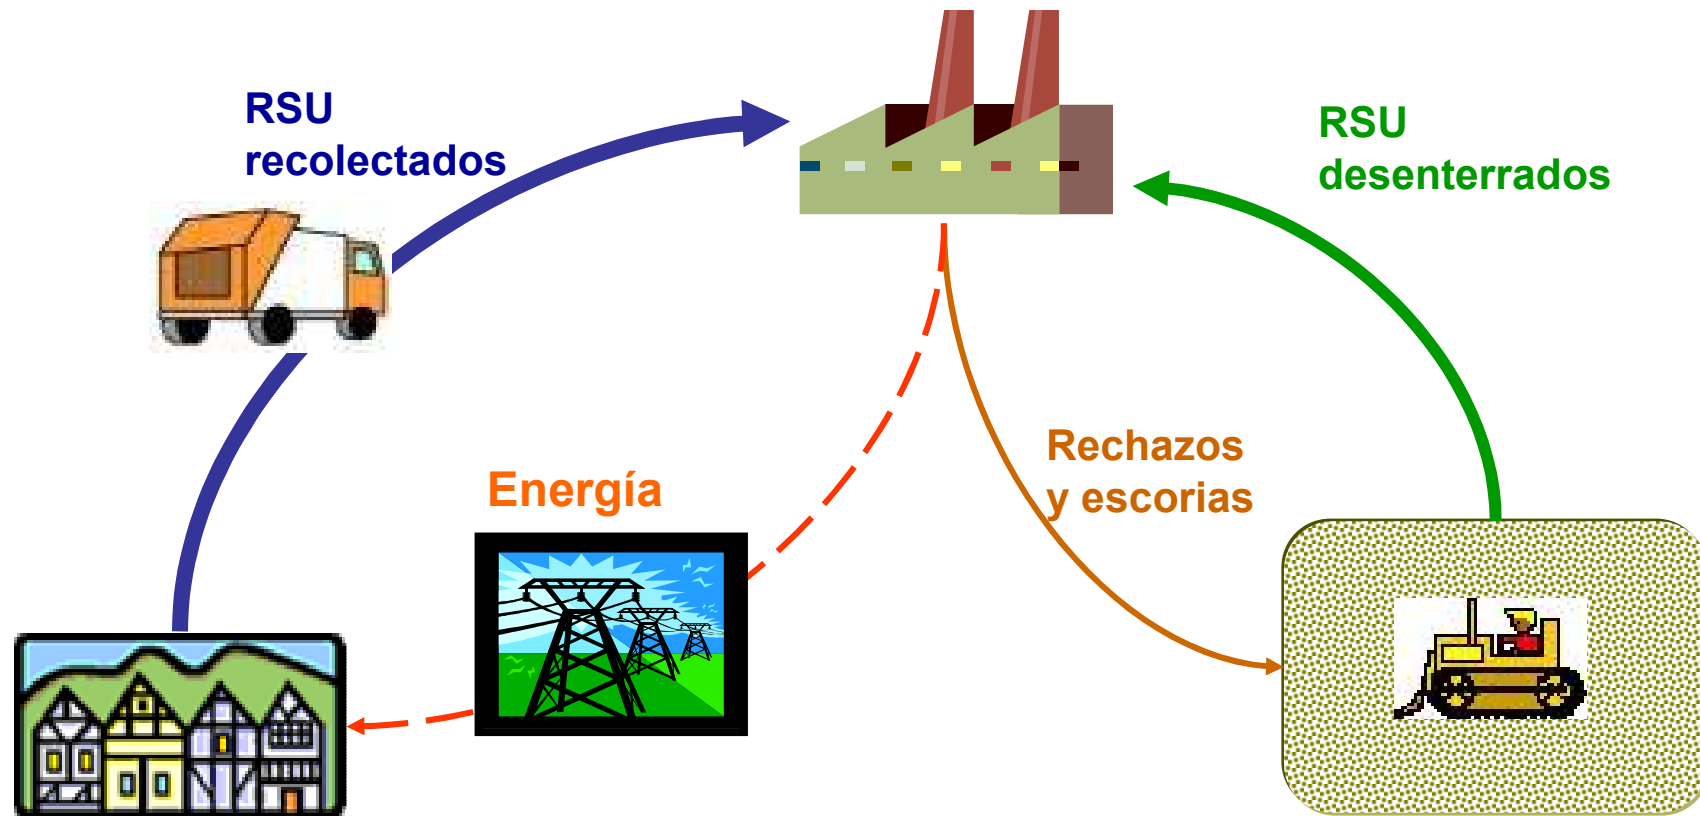 RSU
recolectados
RSU
desenterrados
Rechazos
y escorias
Energía